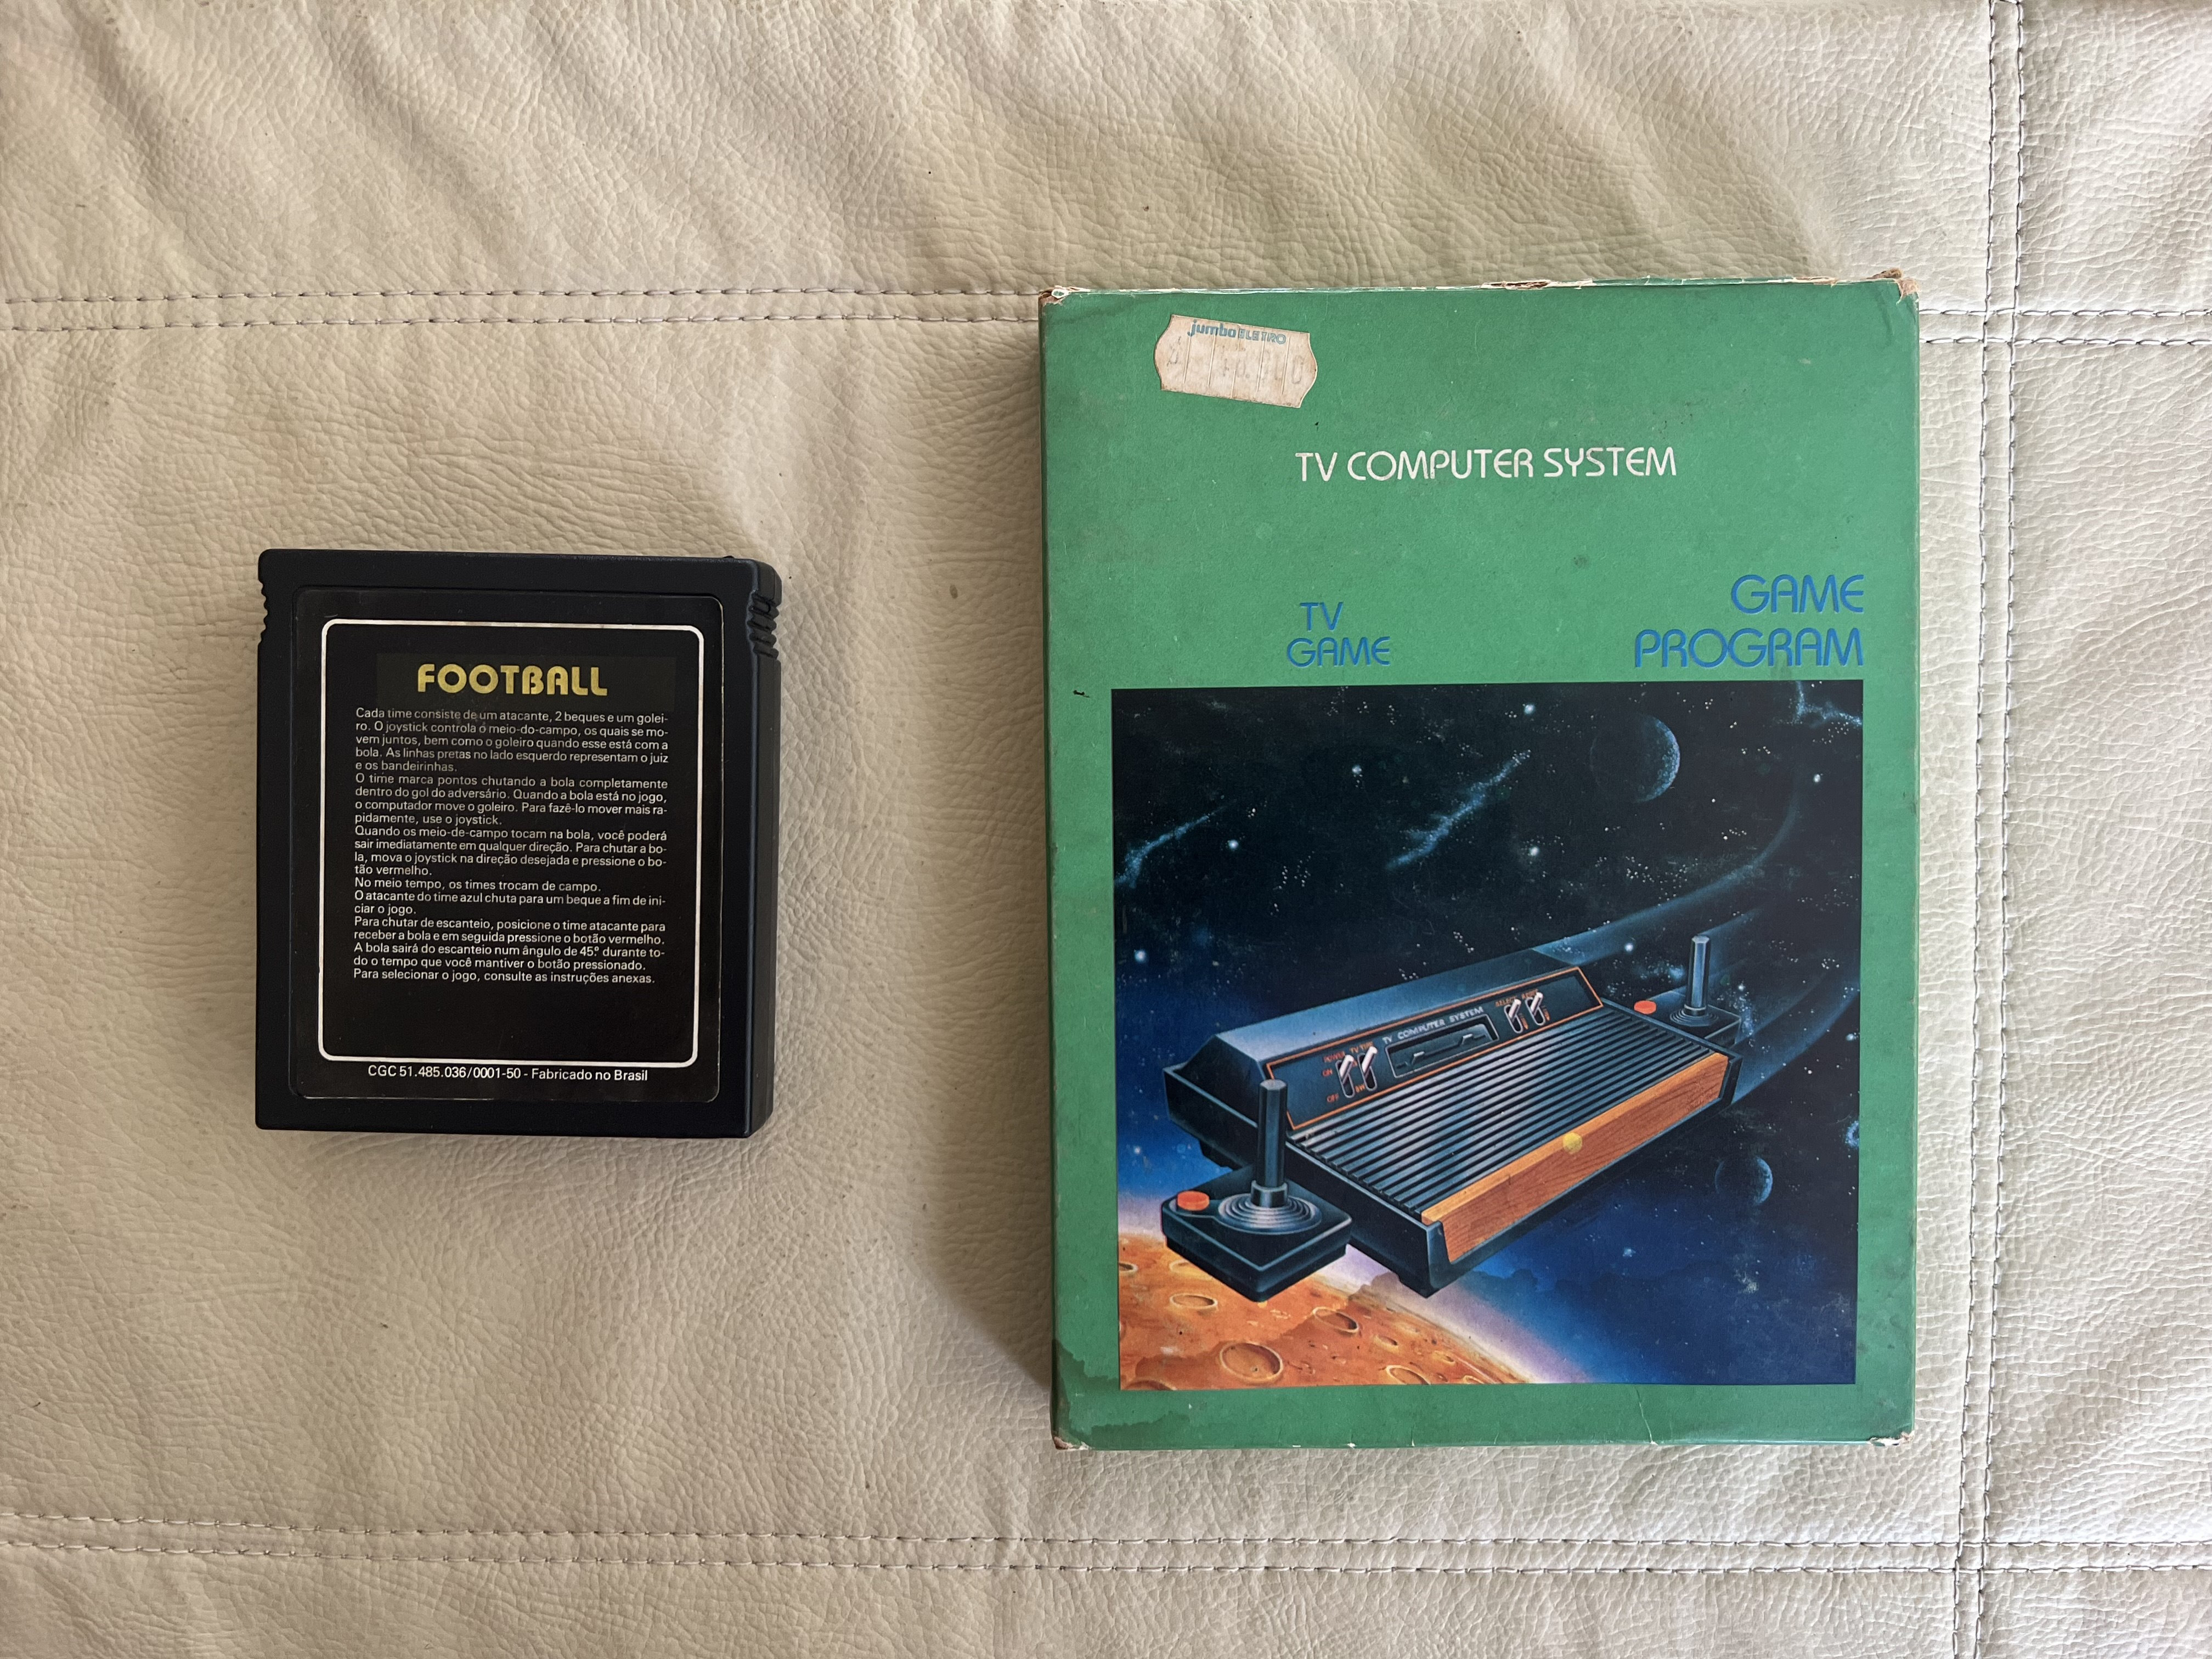 FOOTBALL
Cada time consiste de um atacante, 2 beques e um golei-
ro. O joystick controla o meio-do-campo, os quais se mo-
vem juntos, bem como o goleiro quando esse está com a
bola. As linhas pretas no lado esquerdo representam o juiz
e os bandeirinhas.
O time marca pontos chutando a bola completamente
dentro do gol do adversário. Quando a bola está no jogo,
o computador move o goleiro. Para fazê-lo mover mais ra-
pidamente, use o joystick.
Quando os meio-de-campo tocam na bola, você poderá
sair imediatamente em qualquer direção. Para chutar a bo-
la, mova o joystick na direção desejada e pressione o bo-
tão vermelho.
No meio tempo, os times trocam de campo.
O atacante do time azul chuta para um beque a fim de ini-
ciar o jogo.
Para chutar de escanteio, posicione o time atacante para
receber a bola e em seguida pressione o botão vermelho.
A bola sairá do escanteio num ângulo de 45º durante to-
do o tempo que você mantiver o botão pressionado.
Para selecionar o jogo, consulte as instruções anexas.
CGC 51.485.036/0001-50 - Fabricado no Brasil
jumbo ELETRO
TV COMPUTER SYSTEM
TV
GAME
GAME
PROGRAM
TV COMPUTER SYSTEM
SELECT
POWER TV TYPE
ON
OFF